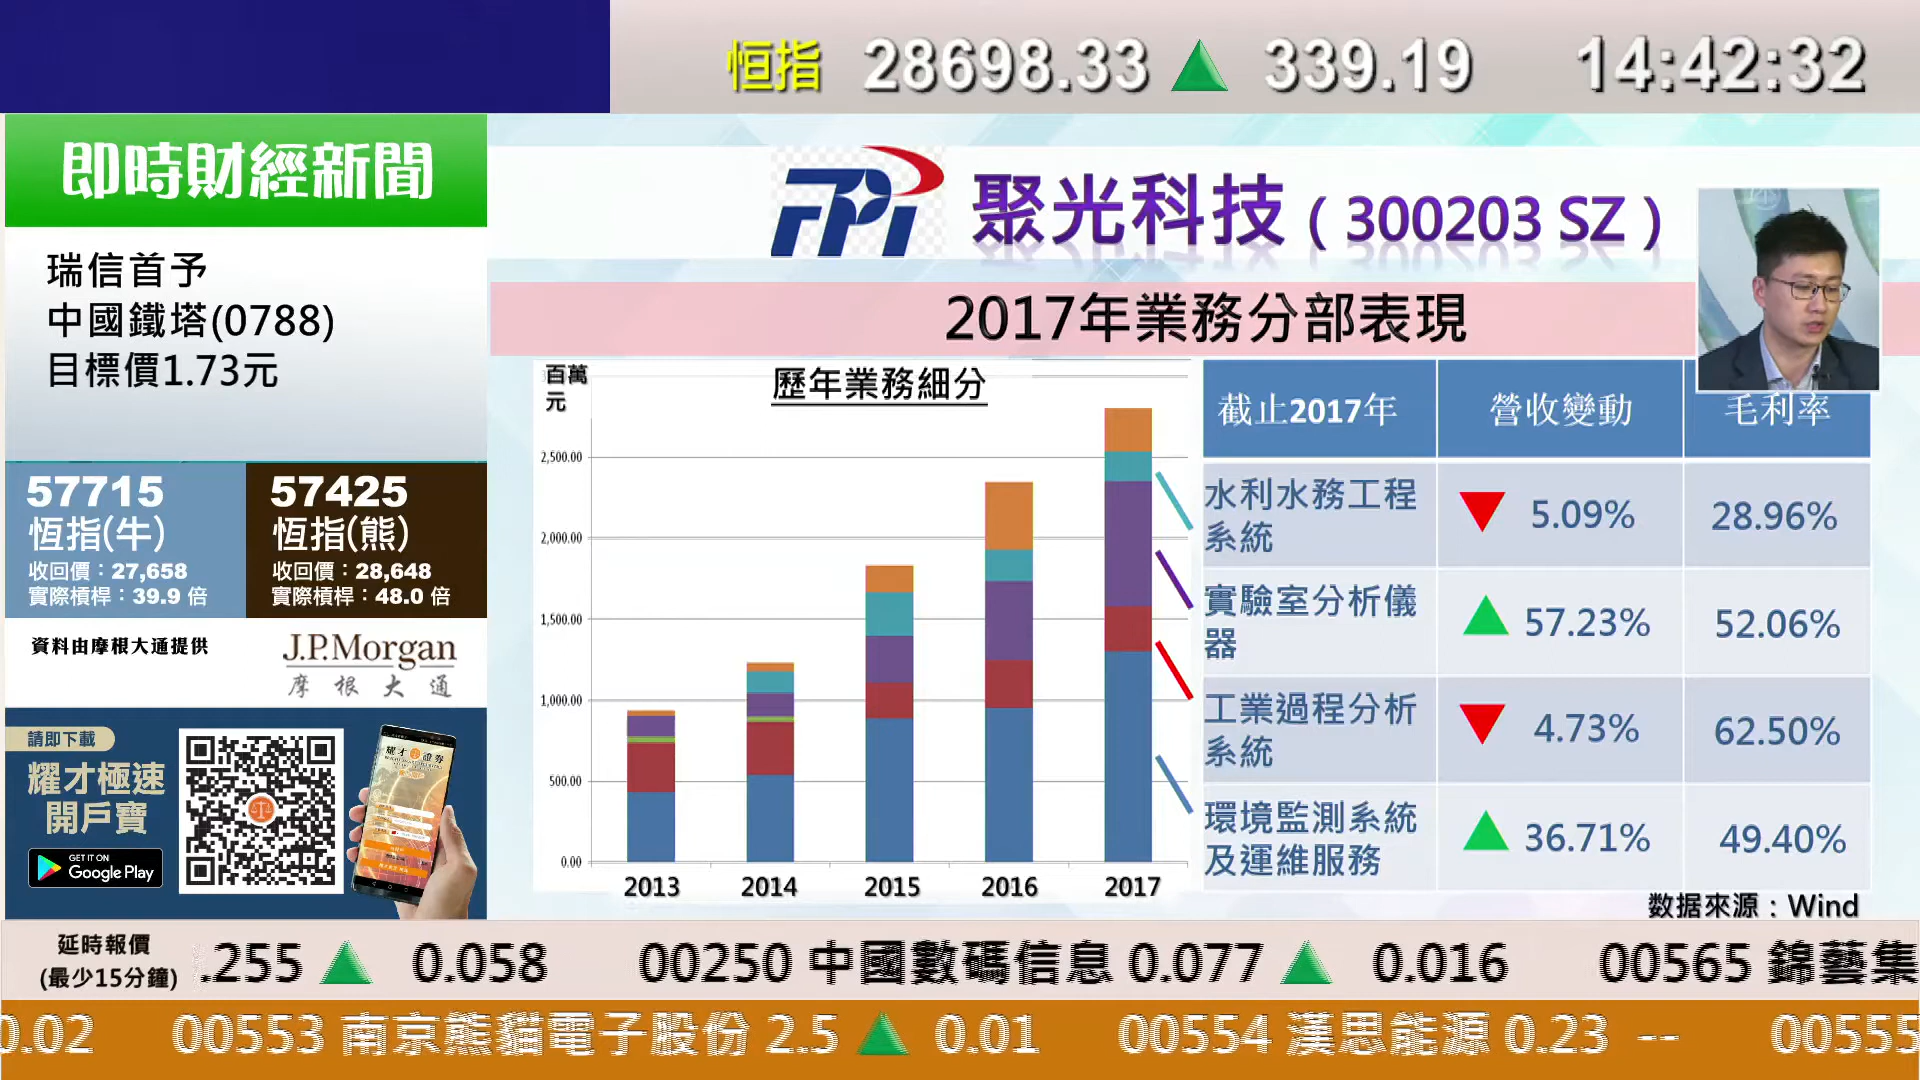 恒指 28698.33 ▲ 339.19 14:42:32
即時財經新聞
瑞信首予
中國鐵塔(0788)
目標價1.73元
57715
恆指(牛)
收回價：27,658
實際槓桿：39.9 倍
57425
恆指(熊)
收回價：28,648
實際槓桿：48.0 倍
資料由摩根大通提供
J.P.Morgan
摩根大通
請即下載
耀才極速
開戶寶
GET IT ON
Google Play
耀才證券
FPI 聚光科技（300203 SZ）
2017年業務分部表現
百萬
元
歷年業務細分
2,500.00
2,000.00
1,500.00
1,000.00
500.00
0.00
2013 2014 2015 2016 2017
截止2017年 營收變動 毛利率
水利水務工程
系統
▼ 5.09% 28.96%
實驗室分析儀
器
▲ 57.23% 52.06%
工業過程分析
系統
▼ 4.73% 62.50%
環境監測系統
及運維服務
▲ 36.71% 49.40%
数据來源：Wind
延時報價
(最少15分鐘)
.255 ▲ 0.058 00250 中國數碼信息 0.077 ▲ 0.016 00565 錦藝集
0.02 00553 南京熊貓電子股份 2.5 ▲ 0.01 00554 漢思能源 0.23 -- 00555